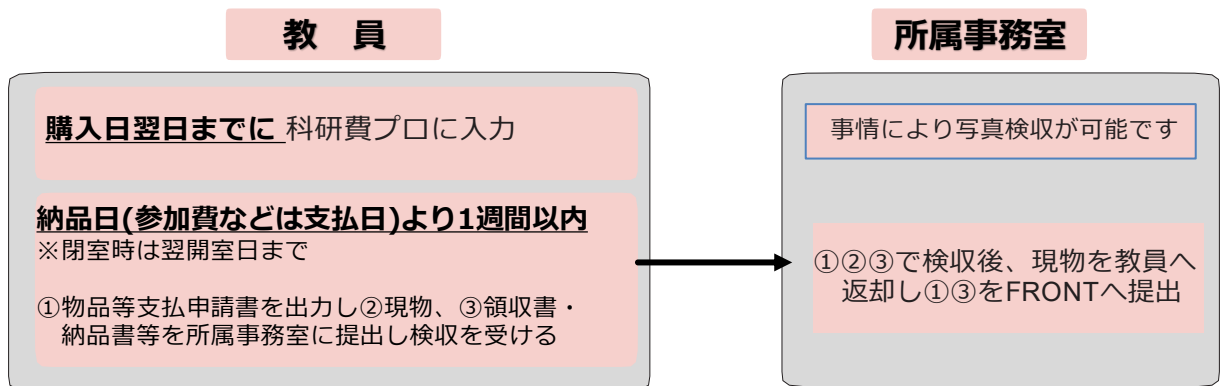 教　員
購入日翌日までに 科研費プロに入力
納品日(参加費などは支払日)より1週間以内
※閉室時は翌開室日まで
①物品等支払申請書を出力し②現物、③領収書・
納品書等を所属事務室に提出し検収を受ける
所属事務室
事情により写真検収が可能です
①②③で検収後、現物を教員へ
返却し①③をFRONTへ提出